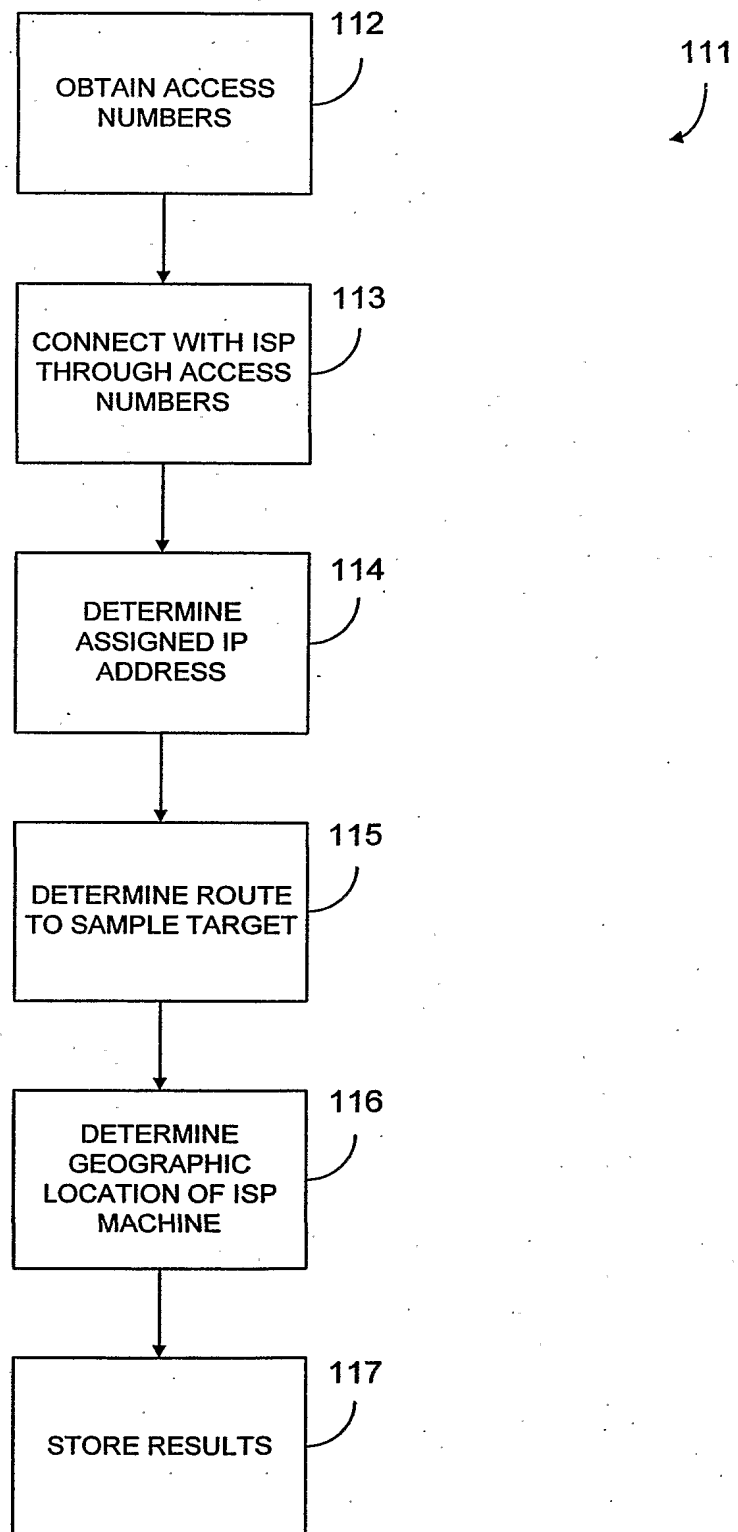 112
111
OBTAIN ACCESS
NUMBERS
113
CONNECT WITH ISP
THROUGH ACCESS
NUMBERS
114
DETERMINE
ASSIGNED IP
ADDRESS
115
DETERMINE ROUTE
TO SAMPLE TARGET
116
DETERMINE
GEOGRAPHIC
LOCATION OF ISP
MACHINE
117
STORE RESULTS